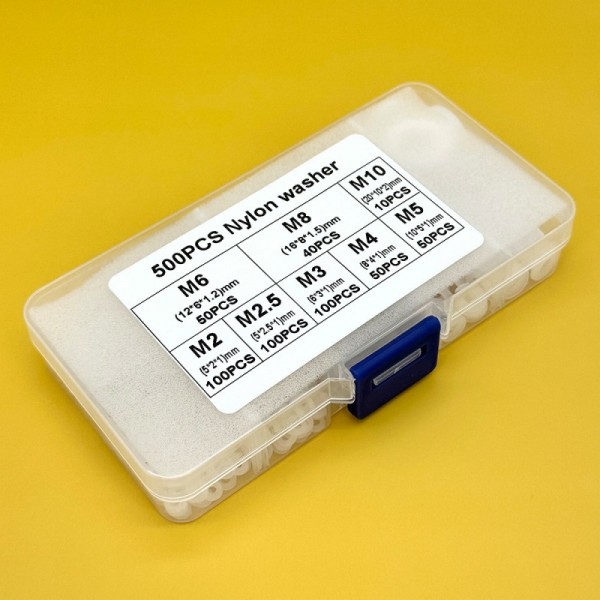 500PCS Nylon washer
M6
(12*6*1.2)mm
50PCS
M8
(16*8*1.5)mm
40PCS
M10
(20*10*2)mm
10PCS
M2
(5*2*1)mm
100PCS
M2.5
(5*2.5*1)mm
100PCS
M3
(6*3*1)mm
100PCS
M4
(8*4*1)mm
50PCS
M5
(10*5*1)mm
50PCS